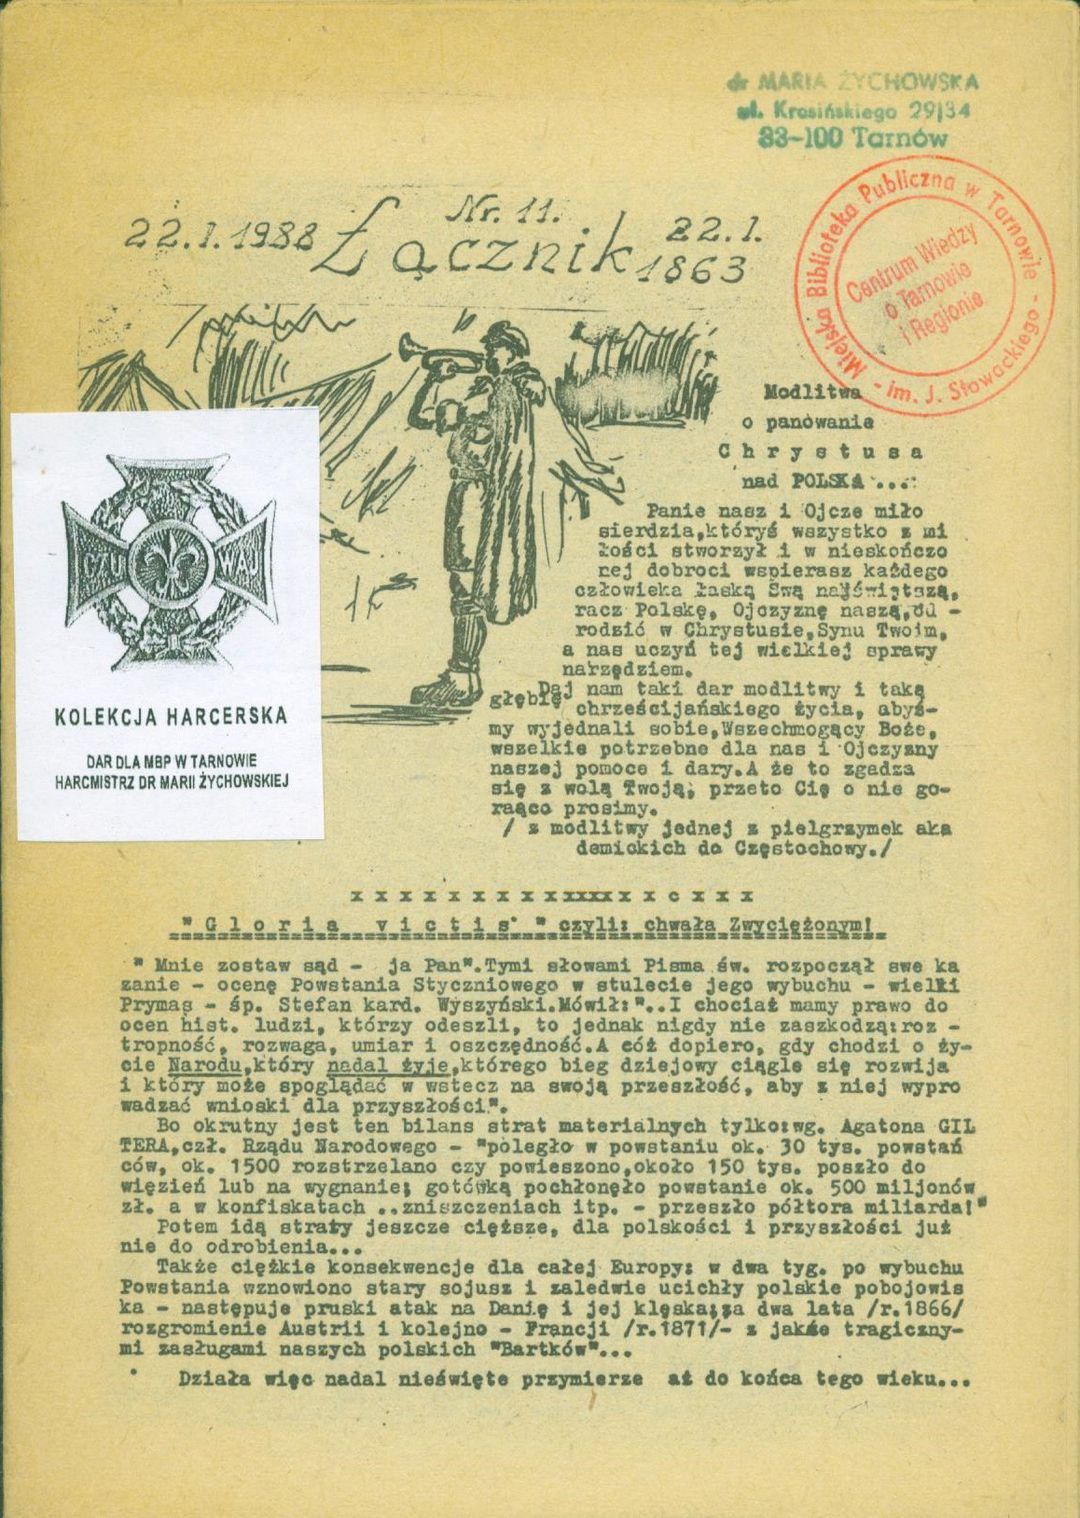 dr MARIA ŻYCHOWSKA
ul. Krasińskiego 29/34
33-100 Tarnów
Miejska Biblioteka Publiczna w Tarnowie
- im. J. Słowackiego -
Centrum Wiedzy
o Tarnowie
i Regionie
Nr. 11.
22.I.1988 Łącznik 22.I.
1863
CZU WAJ
KOLEKCJA HARCERSKA
DAR DLA MBP W TARNOWIE
HARCMISTRZ DR MARII ŻYCHOWSKIEJ
Modlitwa
o panowanie
C h r y s t u s a
nad POLSKĄ ...
Panie nasz i Ojcze miło
sierdzia,któryś wszystko z mi
łości stworzył i w nieskończo
nej dobroci wspierasz każdego
człowieka łaską Swą najświętszą,
racz Polskę, Ojczyznę naszą,od -
rodzić w Chrystusie,Synu Twoim,
a nas uczyń tej wielkiej sprawy
narzędziem.
Daj nam taki dar modlitwy i taką
głębię chrześcijańskiego życia, abyś-
my wyjednali sobie,Wszechmogący Boże,
wszelkie potrzebne dla nas i Ojczyzny
naszej pomoce i dary.A że to zgadza
się z wolą Twoją, przeto Cię o nie go-
rąąco prosimy.
/ z modlitwy jednej z pielgrzymek aka
demickich do Częstochowy./
x x x x x x x x x xxxxx x x c x x x
" G l o r i a   v i c t i s " czyli: chwała Zwyciężonym!
" Mnie zostaw sąd - ja Pan".Tymi słowami Pisma św. rozpoczął swe ka
zanie - ocenę Powstania Styczniowego w stulecie jego wybuchu - wielki
Prymas - śp. Stefan kard. Wyszyński.Mówił:"..I chociaż mamy prawo do
ocen hist. ludzi, którzy odeszli, to jednak nigdy nie zaszkodzą:roz -
tropność, rozwaga, umiar i oszczędność.A cóż dopiero, gdy chodzi o ży-
cie Narodu,który nadal żyje,którego bieg dziejowy ciągle się rozwija
i który może spoglądać w wstecz na swoją przeszłość, aby z niej wypro
wadzać wnioski dla przyszłości".
Bo okrutny jest ten bilans strat materialnych tylko:wg. Agatona GIL
TERA,czł. Rządu Narodowego - "poległo w powstaniu ok. 30 tys. powstań
ców, ok. 1500 rozstrzelano czy powieszono,około 150 tys. poszło do
więzień lub na wygnanie; gotówką pochłonęło powstanie ok. 500 miljonów
zł. a w konfiskatach ..zniszczeniach itp. - przeszło półtora miliarda!"
Potem idą straty jeszcze cięższe, dla polskości i przyszłości już
nie do odrobienia...
Także ciężkie konsekwencje dla całej Europy: w dwa tyg. po wybuchu
Powstania wznowiono stary sojusz i zaledwie ucichły polskie pobojowis
ka - następuje pruski atak na Danię i jej klęska;za dwa lata /r.1866/
rozgromienie Austrii i kolejno - Francji /r.1871/- z jakże tragiczny-
mi zasługami naszych polskich "Bartków"...
Działa więc nadal nieświęte przymierze aż do końca tego wieku...